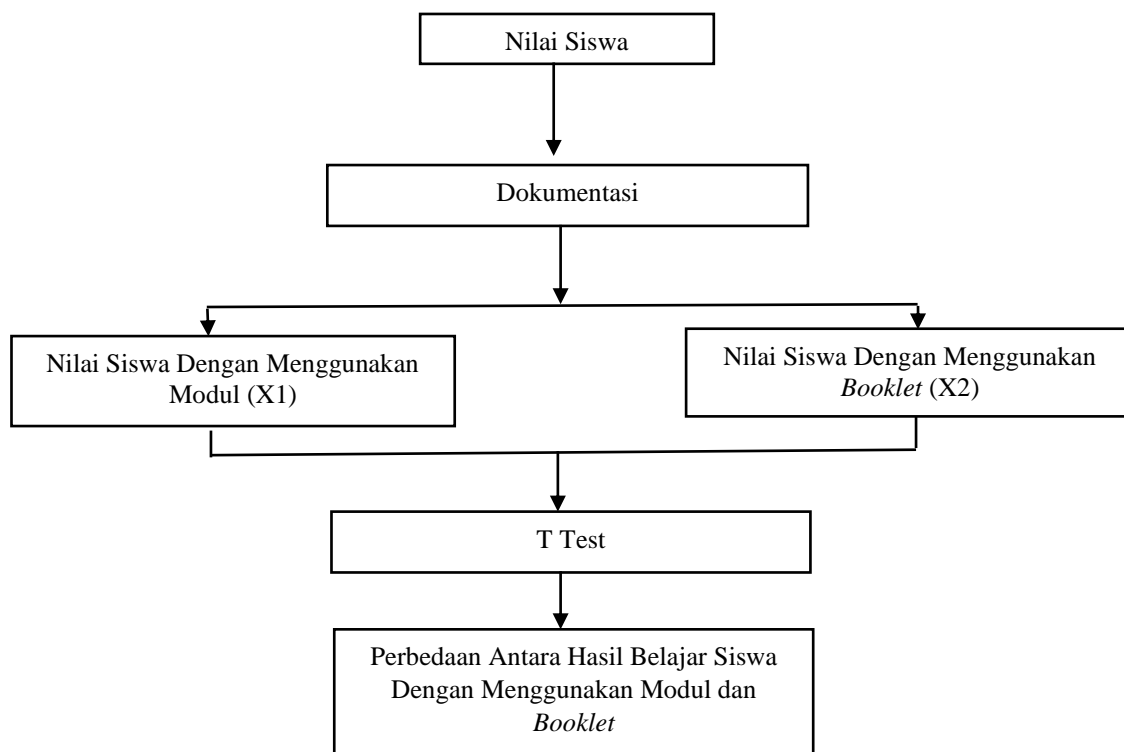 Nilai Siswa
Dokumentasi
Nilai Siswa Dengan Menggunakan
Modul (X1)
Nilai Siswa Dengan Menggunakan
Booklet (X2)
T Test
Perbedaan Antara Hasil Belajar Siswa
Dengan Menggunakan Modul dan
Booklet